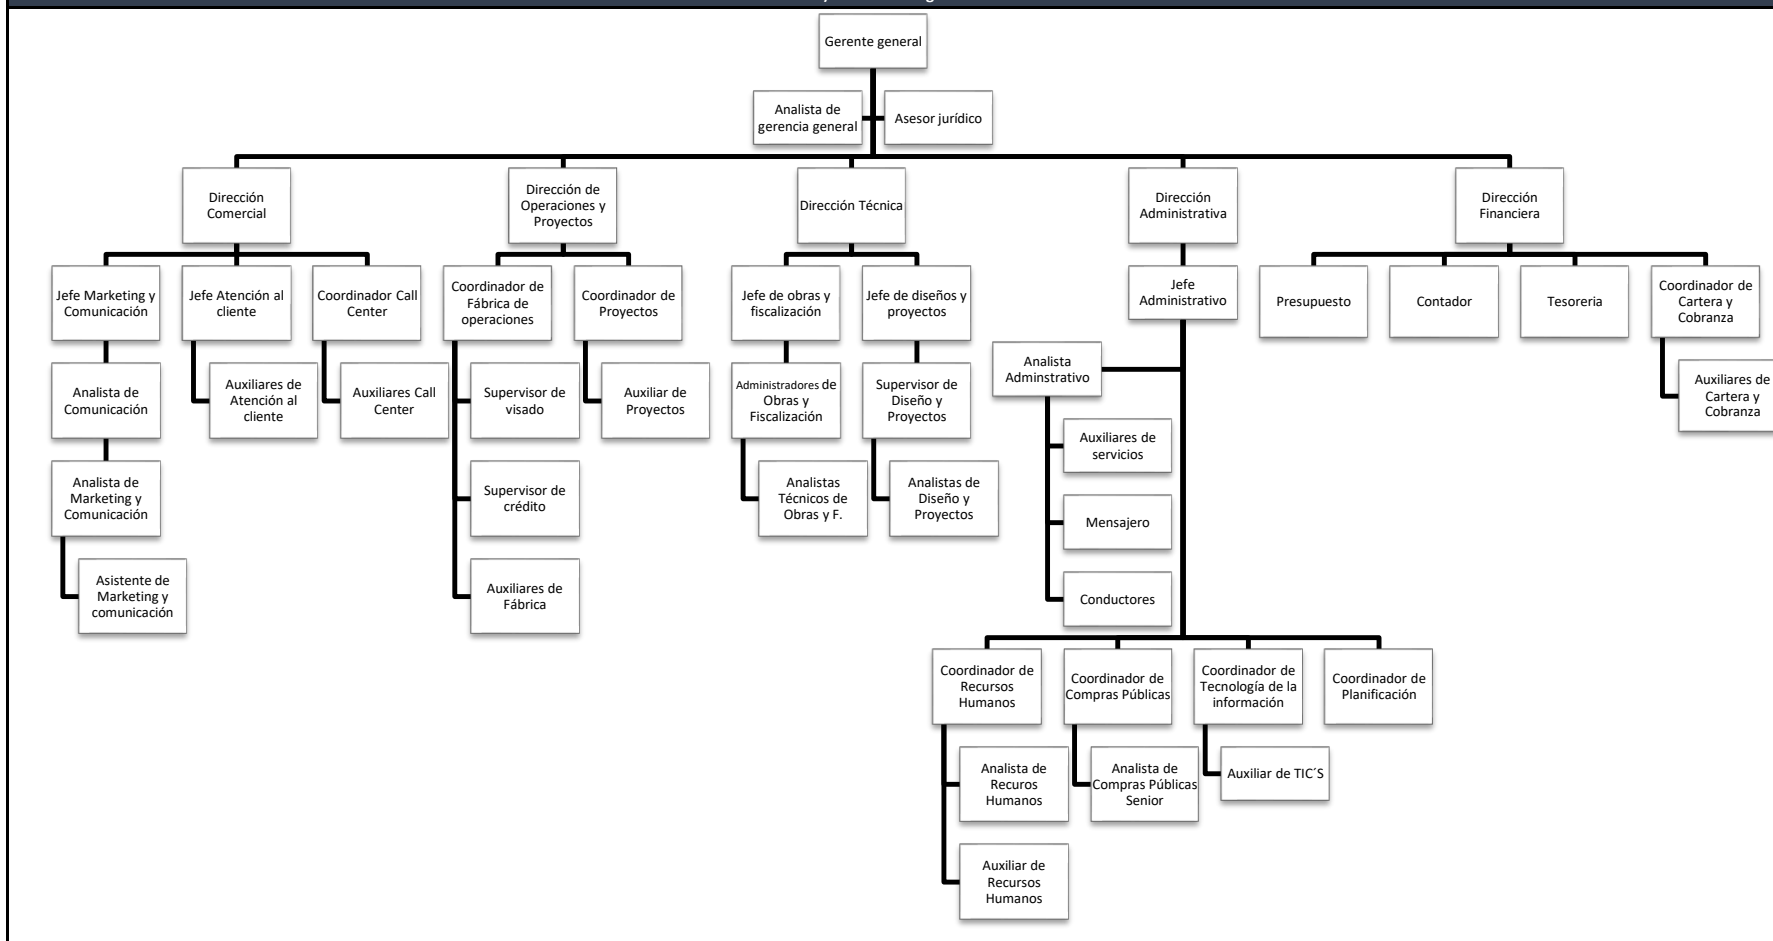 Gerente general
Analista de
gerencia general
Asesor jurídico
Dirección
Comercial
Dirección de
Operaciones y
Proyectos
Dirección Técnica
Dirección
Administrativa
Dirección
Financiera
Jefe Marketing y
Comunicación
Jefe Atención al
cliente
Coordinador Call
Center
Coordinador de
Fábrica de
operaciones
Coordinador de
Proyectos
Jefe de obras y
fiscalización
Jefe de diseños y
proyectos
Jefe
Administrativo
Presupuesto
Contador
Tesoreria
Coordinador de
Cartera y
Cobranza
Analista de
Comunicación
Auxiliares de
Atención al
cliente
Auxiliares Call
Center
Supervisor de
visado
Auxiliar de
Proyectos
Administradores de
Obras y
Fiscalización
Supervisor de
Diseño y
Proyectos
Analista
Adminstrativo
Auxiliares de
Cartera y
Cobranza
Analista de
Marketing y
Comunicación
Supervisor de
crédito
Analistas
Técnicos de
Obras y F.
Analistas de
Diseño y
Proyectos
Auxiliares de
servicios
Mensajero
Conductores
Asistente de
Marketing y
comunicación
Auxiliares de
Fábrica
Coordinador de
Recursos
Humanos
Coordinador de
Compras Públicas
Coordinador de
Tecnología de la
información
Coordinador de
Planificación
Analista de
Recuros
Humanos
Analista de
Compras Públicas
Senior
Auxiliar de TIC´S
Auxiliar de
Recursos
Humanos